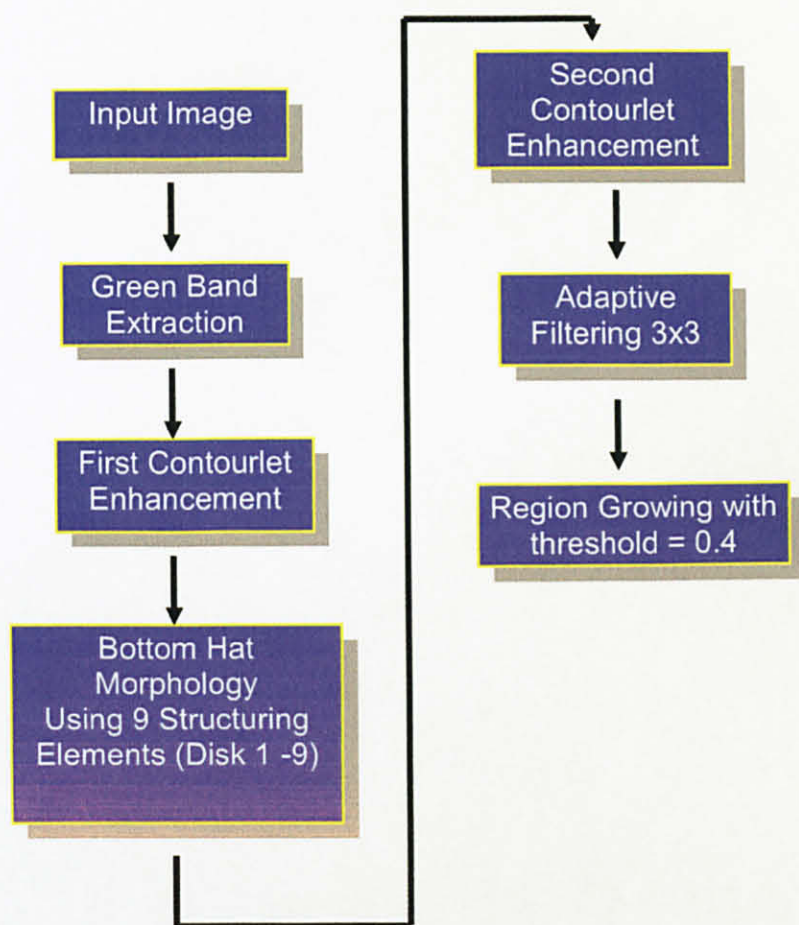 Input Image
Green Band
Extraction
First Contourlet
Enhancement
Bottom Hat
Morphology
Using 9 Structuring
Elements (Disk 1 -9)
Second
Contourlet
Enhancement
Adaptive
Filtering 3x3
Region Growing with
threshold = 0.4